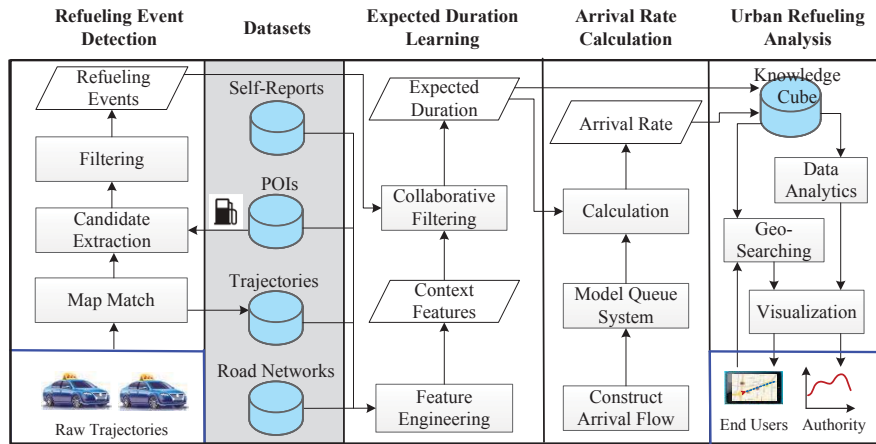 Refueling Event
Detection
Datasets
Expected Duration
Learning
Arrival Rate
Calculation
Urban Refueling
Analysis
Refueling
Events
Filtering
Candidate
Extraction
Map Match
Raw Trajectories
Self-Reports
POIs
Trajectories
Road Networks
Expected
Duration
Collaborative
Filtering
Context
Features
Feature
Engineering
Arrival Rate
Calculation
Model Queue
System
Construct
Arrival Flow
Knowledge
Cube
Data
Analytics
Geo-
Searching
Visualization
End Users
Authority